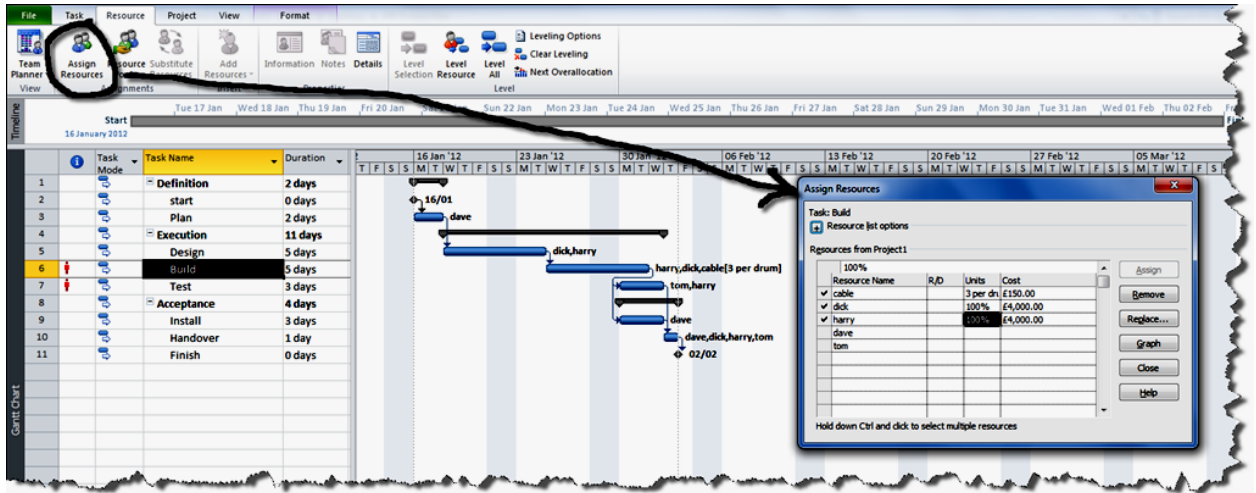 File Task Resource Project View Format
Team Planner
Assign Resources
Resource
Substitute
Add Resources
Information
Notes
Details
Level Selection
Level Resource
Level All
Leveling Options
Clear Leveling
Next Overallocation
View Assignments Level
Timeline
Tue 17 Jan Wed 18 Jan Thu 19 Jan Fri 20 Jan Sun 22 Jan Mon 23 Jan Tue 24 Jan Wed 25 Jan Thu 26 Jan Fri 27 Jan Sat 28 Jan Sun 29 Jan Mon 30 Jan Tue 31 Jan Wed 01 Feb Thu 02 Feb
Start
16 January 2012
Task Mode Task Name Duration
16 Jan '12 23 Jan '12 30 Jan '12 06 Feb '12 13 Feb '12 20 Feb '12 27 Feb '12 05 Mar '12
1 Definition 2 days
2 start 0 days 16/01
3 Plan 2 days dave
4 Execution 11 days
5 Design 5 days dick,harry
6 Build 5 days harry,dick,cable[3 per drum]
7 Test 3 days tom,harry
8 Acceptance 4 days
9 Install 3 days dave
10 Handover 1 day dave,dick,harry,tom
11 Finish 0 days 02/02
Gantt Chart
Assign Resources
Task: Build
Resource list options
Resources from Project1
100%
Resource Name R/D Units Cost
cable 3 per dru £150.00
dick 100% £4,000.00
harry 100% £4,000.00
dave
tom
Assign
Remove
Replace...
Graph
Close
Help
Hold down Ctrl and click to select multiple resources